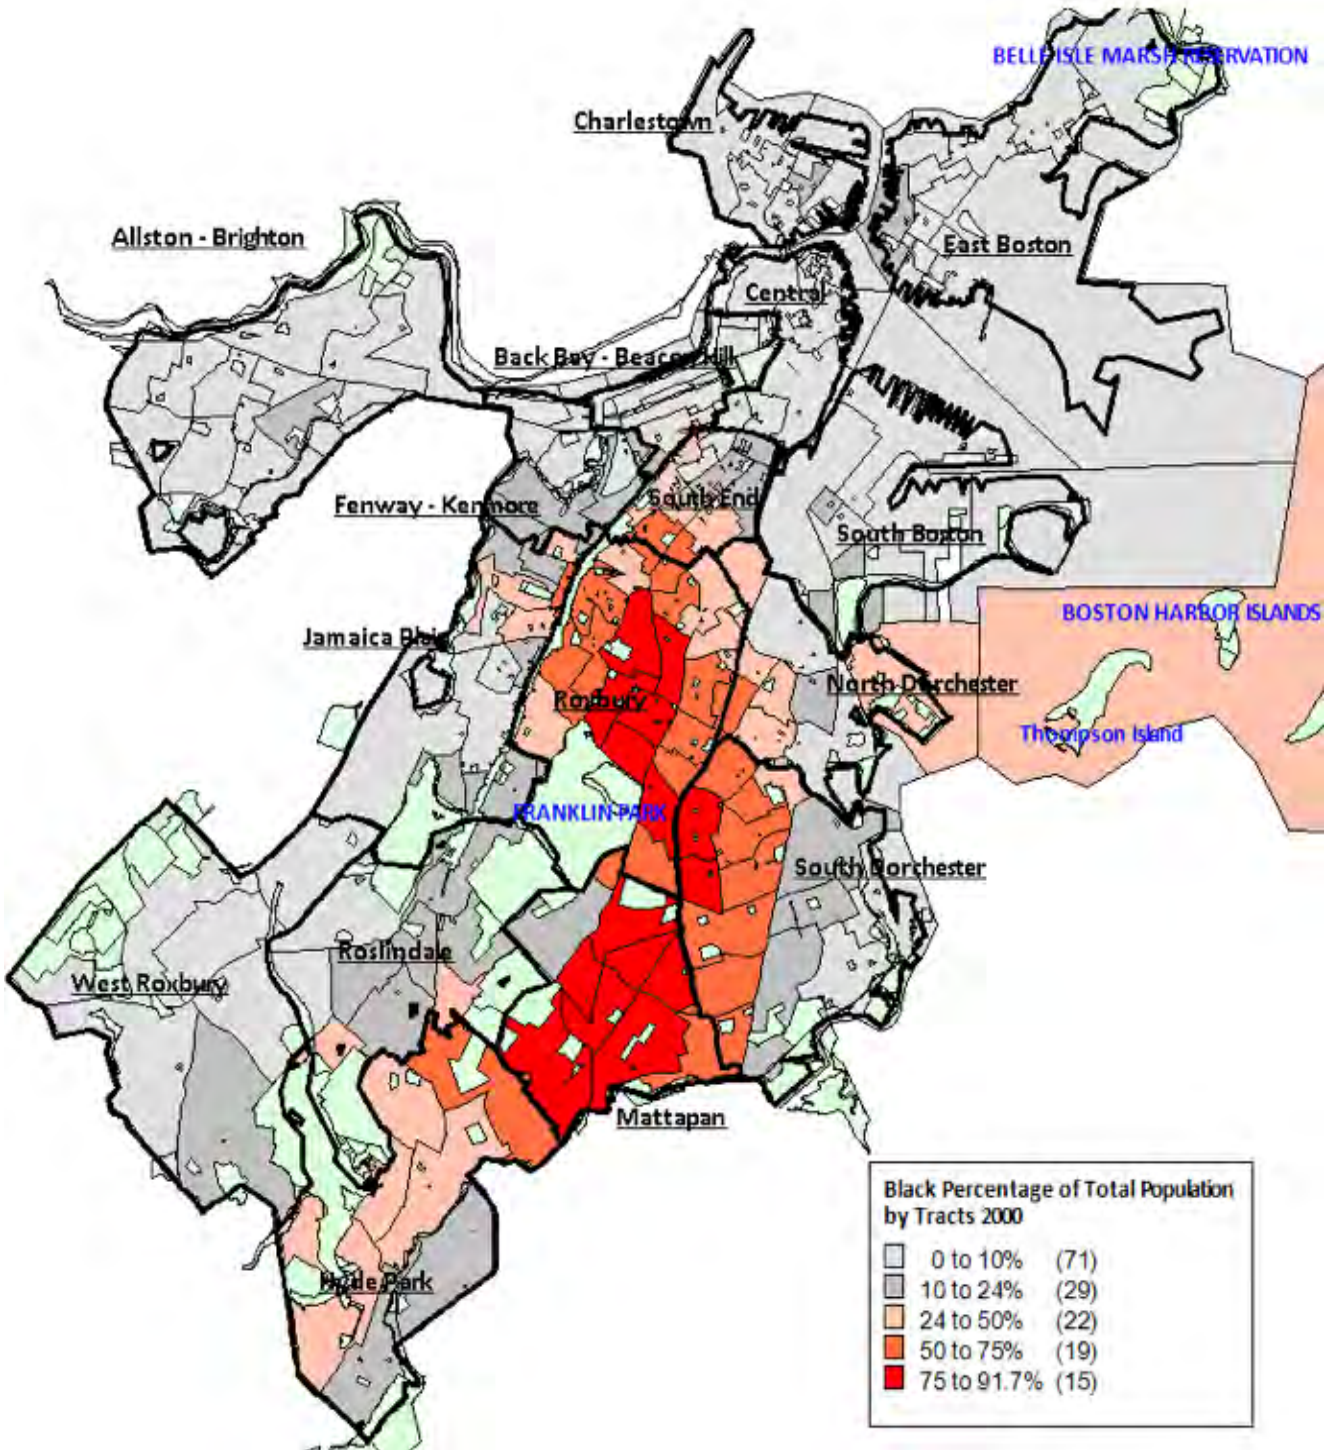 BELLE ISLE MARSH RESERVATION
Charlestown
Allston - Brighton
East Boston
Central
Back Bay - Beacon Hill
South End
Fenway - Kenmore
South Boston
BOSTON HARBOR ISLANDS
Jamaica Plain
North Dorchester
Roxbury
Thompson Island
FRANKLIN PARK
South Dorchester
Roslindale
West Roxbury
Mattapan
Hyde Park
Black Percentage of Total Population
by Tracts 2000
0 to 10% (71)
10 to 24% (29)
24 to 50% (22)
50 to 75% (19)
75 to 91.7% (15)